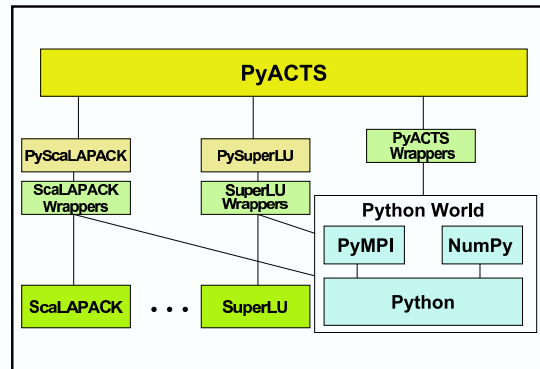 PyACTS
PyScaLAPACK
PySuperLU
PyACTS
Wrappers
ScaLAPACK
Wrappers
SuperLU
Wrappers
Python World
PyMPI
NumPy
ScaLAPACK
• • •
SuperLU
Python